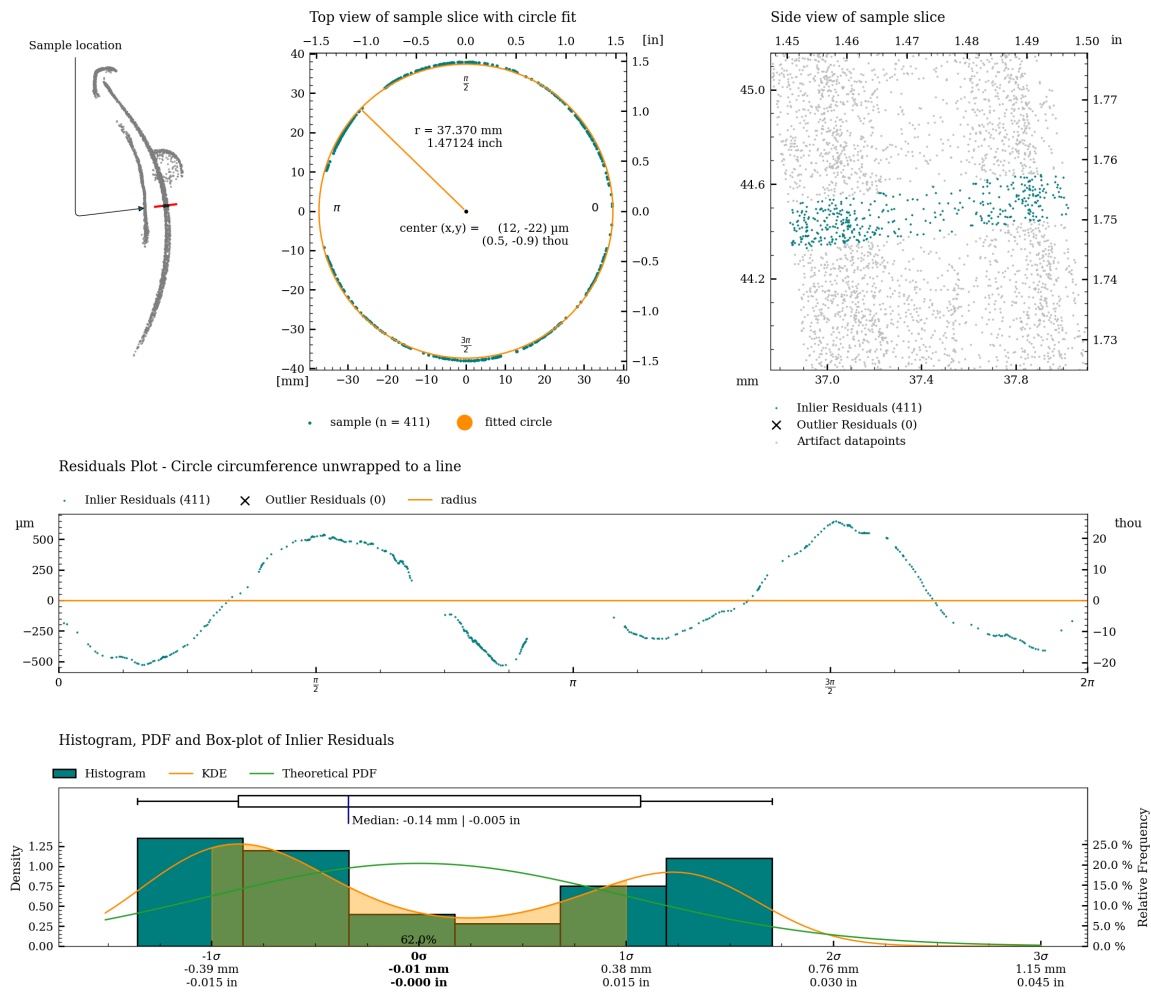 Top view of sample slice with circle fit
Side view of sample slice
Sample location
−1.5 −1.0 −0.5 0.0 0.5 1.0 1.5 [in]
1.45 1.46 1.47 1.48 1.49 1.50 in
40 30 20 10 0 −10 −20 −30 −40
1.5 1.0 0.5 0.0 −0.5 −1.0 −1.5
π/2
r = 37.370 mm
1.47124 inch
π
0
center (x,y) = (12, -22) µm
(0.5, -0.9) thou
3π/2
[mm] −30 −20 −10 0 10 20 30 40
45.0 44.6 44.2
1.77 1.76 1.75 1.74 1.73
mm 37.0 37.4 37.8
sample (n = 411) fitted circle
Inlier Residuals (411)
Outlier Residuals (0)
Artifact datapoints
Residuals Plot - Circle circumference unwrapped to a line
Inlier Residuals (411) Outlier Residuals (0) radius
µm
thou
500 250 0 −250 −500
20 10 0 −10 −20
0 π/2 π 3π/2 2π
Histogram, PDF and Box-plot of Inlier Residuals
Histogram KDE Theoretical PDF
Median: -0.14 mm | -0.005 in
Density
1.25 1.00 0.75 0.50 0.25 0.00
25.0 % 20.0 % 15.0 % 10.0 % 5.0 % 0.0 %
Relative Frequency
62.0%
-1σ 0σ 1σ 2σ 3σ
-0.39 mm -0.01 mm 0.38 mm 0.76 mm 1.15 mm
-0.015 in -0.000 in 0.015 in 0.030 in 0.045 in